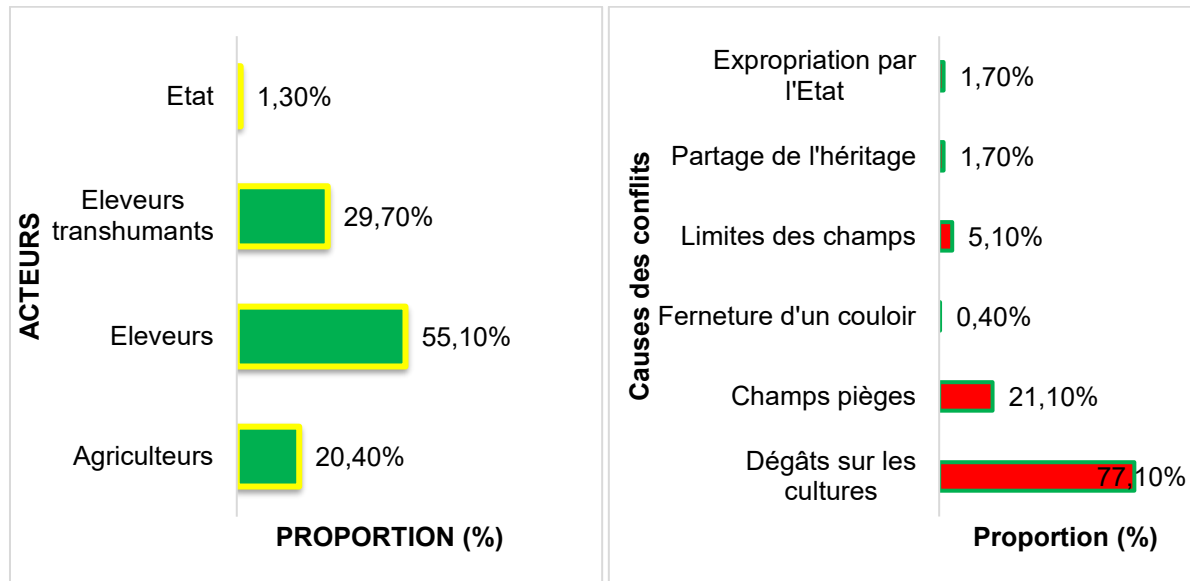 ACTEURS
Etat
1,30%
Eleveurs
transhumants
29,70%
Eleveurs
55,10%
Agriculteurs
20,40%
PROPORTION (%)
Causes des conflits
Expropriation par
l'Etat
1,70%
Partage de l'héritage
1,70%
Limites des champs
5,10%
Ferneture d'un couloir
0,40%
Champs pièges
21,10%
Dégâts sur les
cultures
77,10%
Proportion (%)